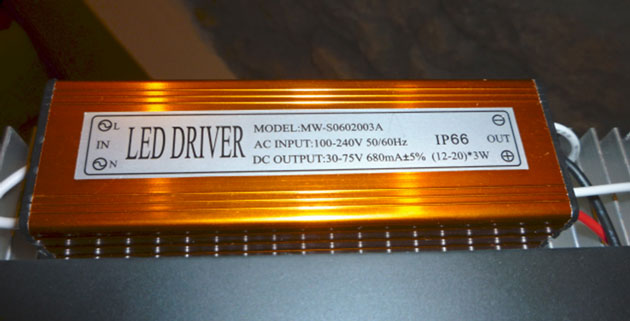 L
IN
N
LED DRIVER
MODEL:MW-S0602003A
AC INPUT:100-240V 50/60Hz
DC OUTPUT:30-75V 680mA±5% (12-20)*3W
IP66
OUT